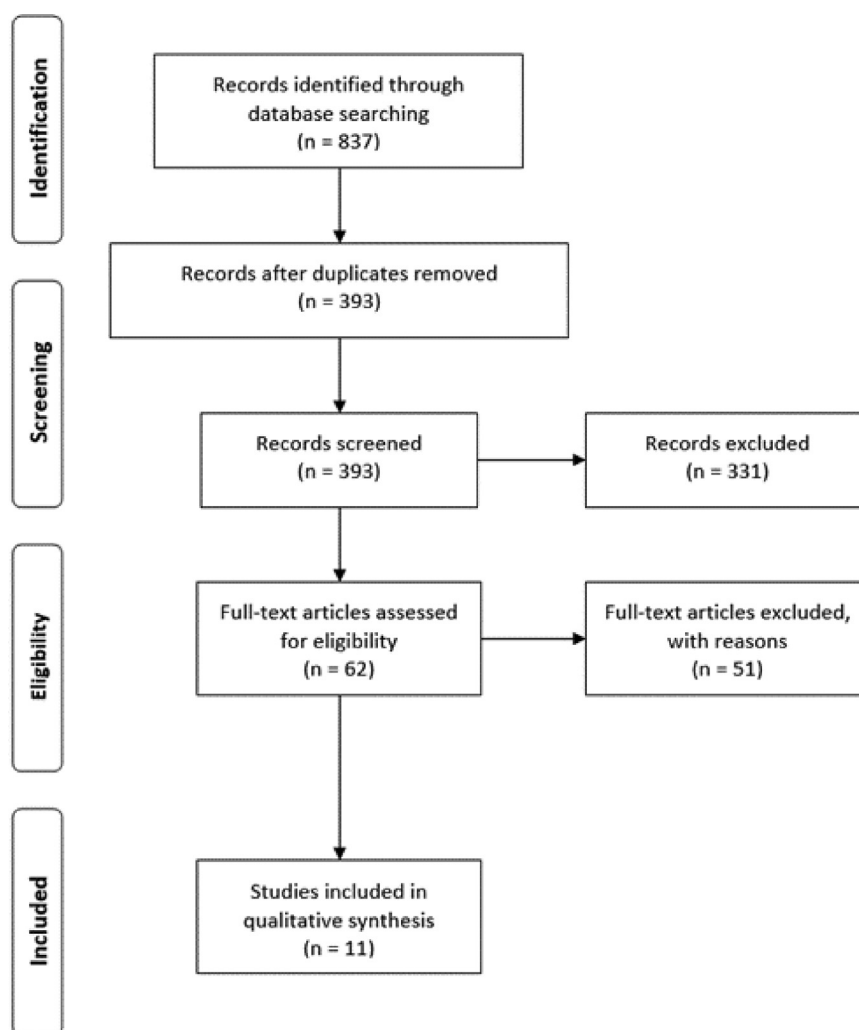 Identification
Records identified through
database searching
(n = 837)
Records after duplicates removed
(n = 393)
Screening
Records screened
(n = 393)
Records excluded
(n = 331)
Eligibility
Full-text articles assessed
for eligibility
(n = 62)
Full-text articles excluded,
with reasons
(n = 51)
Included
Studies included in
qualitative synthesis
(n = 11)